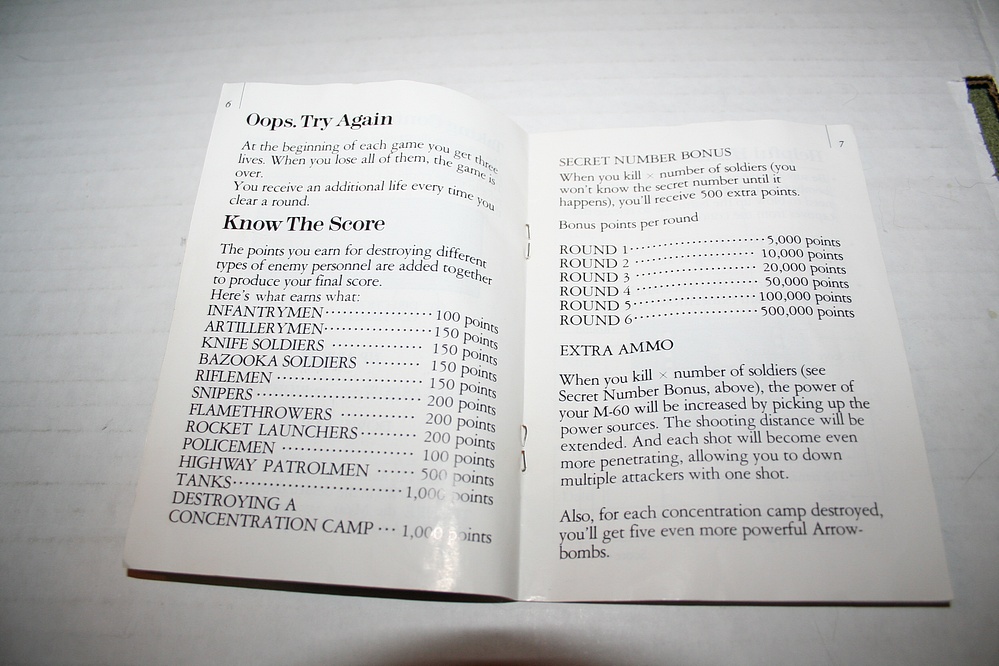 6
Oops. Try Again
At the beginning of each game you get three
lives. When you lose all of them, the game is
over.
You receive an additional life every time you
clear a round.
Know The Score
The points you earn for destroying different
types of enemy personnel are added together
to produce your final score.
Here's what earns what:
INFANTRYMEN·················· 100 points
ARTILLERYMEN·················· 150 points
KNIFE SOLDIERS ··············· 150 points
BAZOOKA SOLDIERS ········· 150 points
RIFLEMEN ························ 150 points
SNIPERS ··························· 200 points
FLAMETHROWERS ············· 200 points
ROCKET LAUNCHERS········· 200 points
POLICEMEN ····················· 100 points
HIGHWAY PATROLMEN ······ 500 points
TANKS···························· 1,000 points
DESTROYING A
CONCENTRATION CAMP ··· 1,000 points
7
SECRET NUMBER BONUS
When you kill × number of soldiers (you
won't know the secret number until it
happens), you'll receive 500 extra points.
Bonus points per round
ROUND 1······················· 5,000 points
ROUND 2 ····················· 10,000 points
ROUND 3 ····················· 20,000 points
ROUND 4 ····················· 50,000 points
ROUND 5····················· 100,000 points
ROUND 6····················· 500,000 points
EXTRA AMMO
When you kill × number of soldiers (see
Secret Number Bonus, above), the power of
your M-60 will be increased by picking up the
power sources. The shooting distance will be
extended. And each shot will become even
more penetrating, allowing you to down
multiple attackers with one shot.
Also, for each concentration camp destroyed,
you'll get five even more powerful Arrow-
bombs.